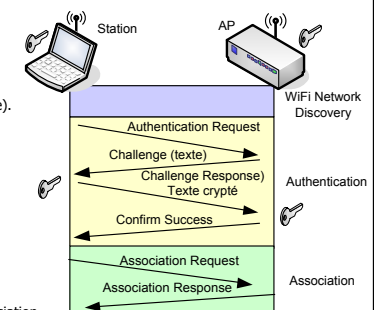 Station
AP
e).
WiFi Network
Discovery
Authentication Request
Challenge (texte)
Challenge Response)
Texte crypté
Authentication
Confirm Success
Association Request
Association Response
Association
iation